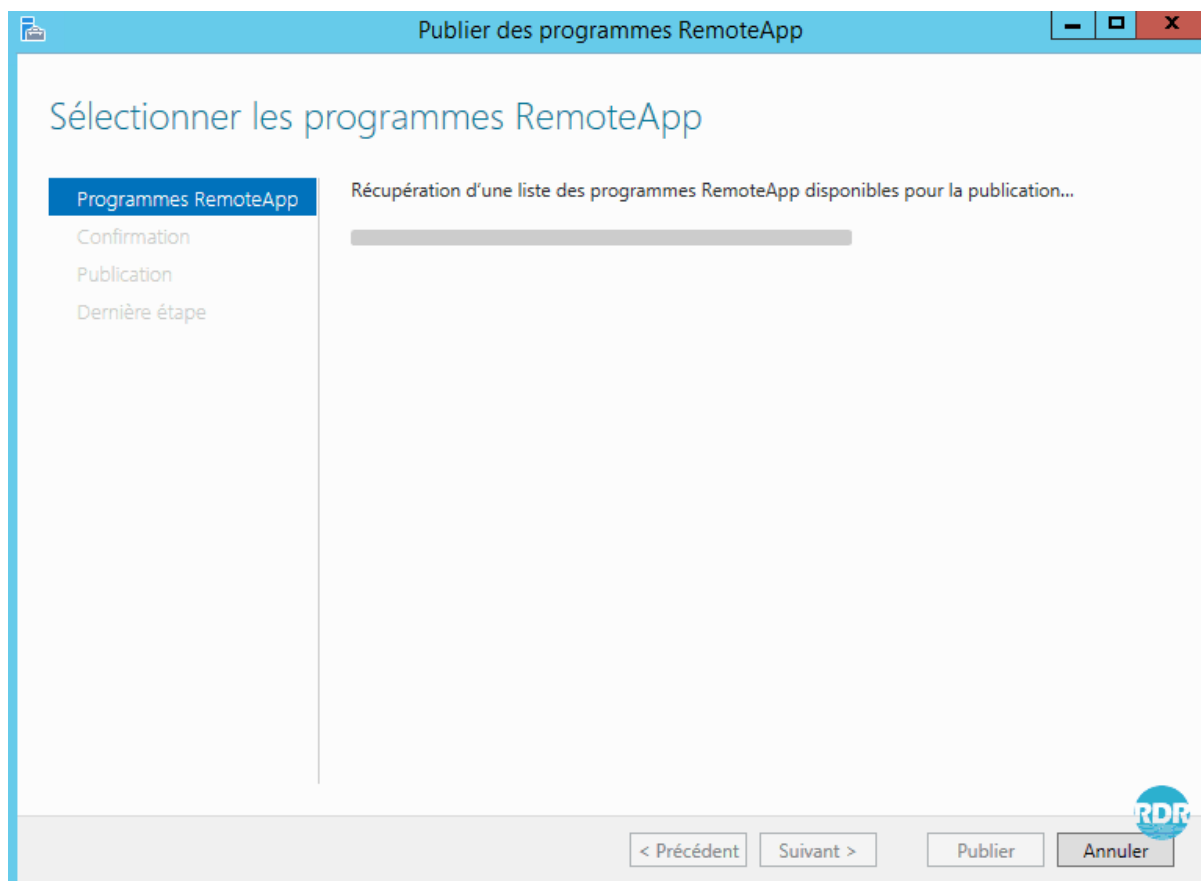 Publier des programmes RemoteApp
Sélectionner les programmes RemoteApp
Programmes RemoteApp
Confirmation
Publication
Dernière étape
Récupération d'une liste des programmes RemoteApp disponibles pour la publication...
RDR
< Précédent
Suivant >
Publier
Annuler